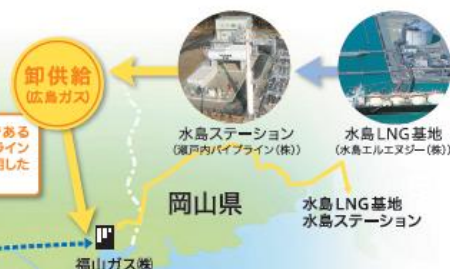 卸供給
(広島ガス)
である
ライン
用した
水島ステーション
(瀬戸内パイプライン(株))
水島LNG基地
(水島エルエヌジー(株))
岡山県
水島LNG基地
水島ステーション
福山ガス㈱